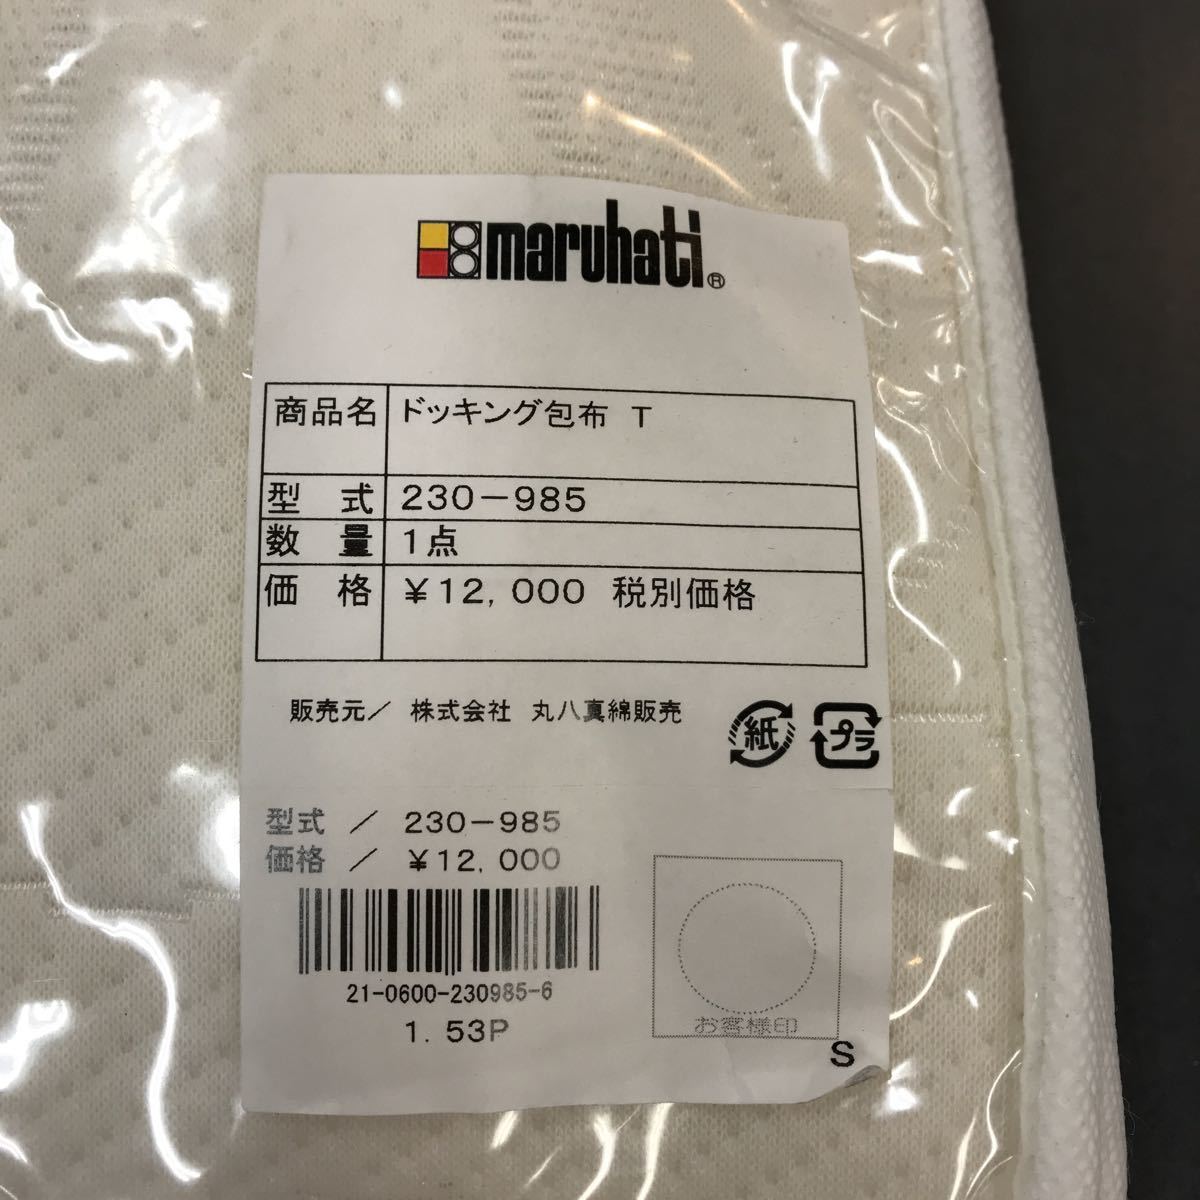 maruhati®
商品名 ドッキング包布 T
型 式 230-985
数 量 1点
価 格 ¥12,000 税別価格
販売元／ 株式会社 丸八真綿販売
紙 プラ
型式 ／ 230-985
価格 ／ ¥12,000
21-0600-230985-6
1.53P
お客様印
S